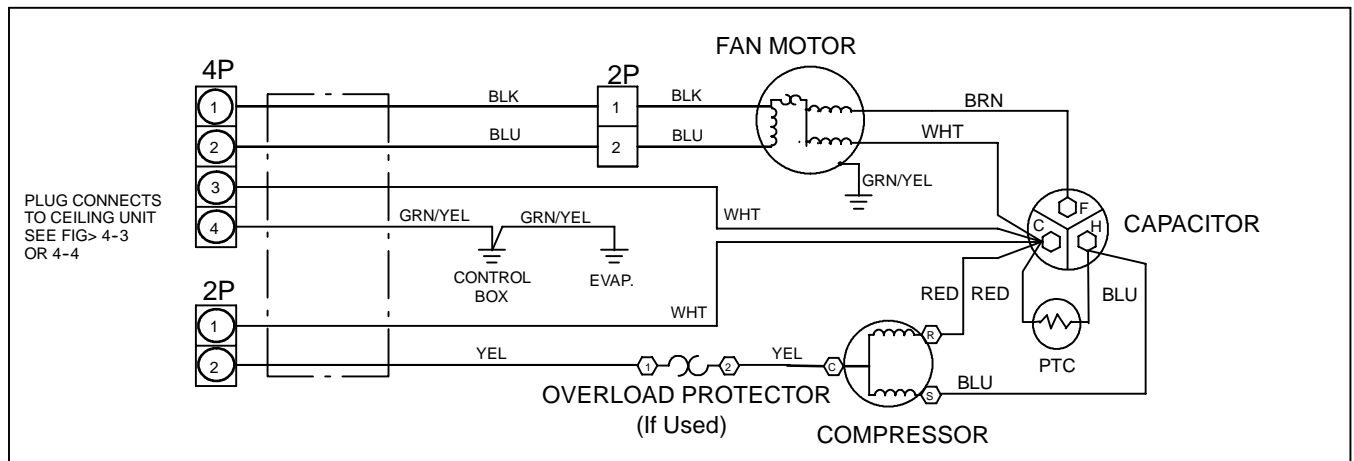 FAN MOTOR
4P
2P
1
BLK
1
BLK
BRN
2
BLU
2
BLU
WHT
3
GRN/YEL
PLUG CONNECTS
TO CEILING UNIT
SEE FIG> 4-3
OR 4-4
4
GRN/YEL
GRN/YEL
WHT
F
C
H
CAPACITOR
CONTROL
BOX
EVAP.
2P
RED
RED
BLU
1
WHT
R
PTC
2
YEL
1
2
YEL
C
BLU
S
OVERLOAD PROTECTOR
(If Used)
COMPRESSOR